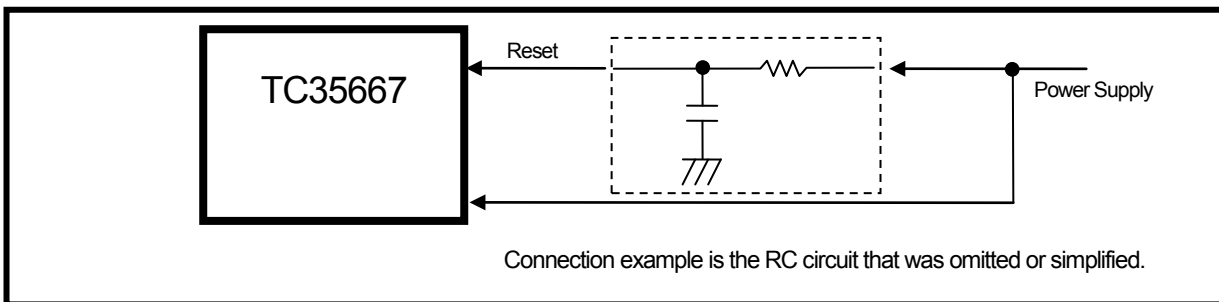 Reset
TC35667
Power Supply
Connection example is the RC circuit that was omitted or simplified.